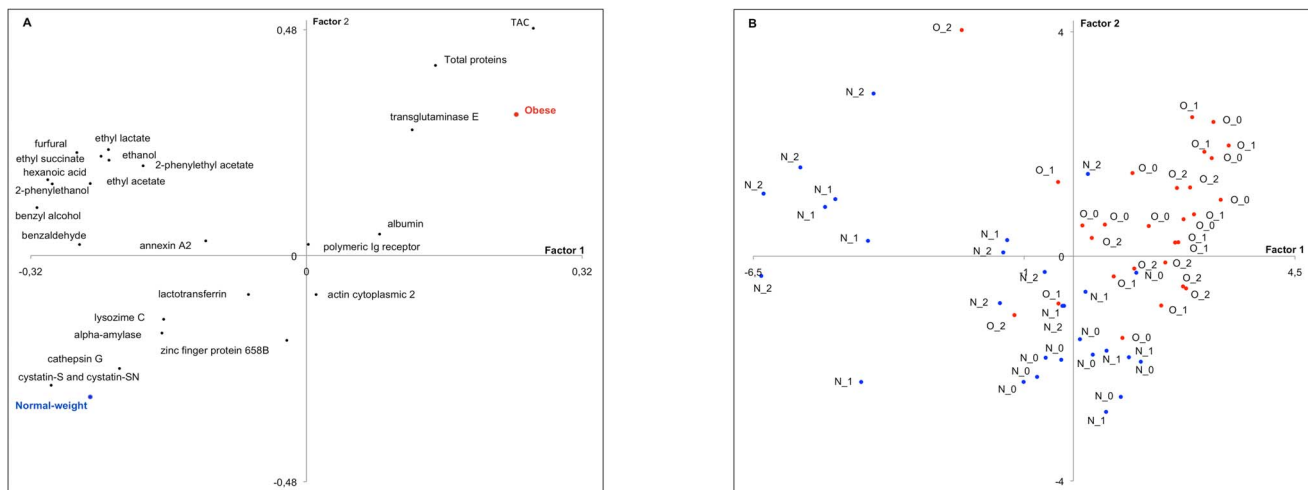 A
Factor 2
TAC
0,48
Total proteins
Obese
transglutaminase E
ethyl lactate
furfural
ethyl succinate
ethanol
2-phenylethyl acetate
hexanoic acid
ethyl acetate
2-phenylethanol
benzyl alcohol
albumin
benzaldehyde
annexin A2
polymeric Ig receptor
Factor 1
-0,32
0
0,32
lactotransferrin
actin cytoplasmic 2
lysozime C
alpha-amylase
zinc finger protein 658B
cathepsin G
cystatin-S and cystatin-SN
Normal-weight
-0,48
B
Factor 2
O_2
4
N_2
O_1
O_0
O_1
O_1
O_0
N_2
O_1
N_2
O_0
O_2
O_2
N_2
N_1
O_0
N_1
O_0
O_0
O_0
O_1
O_0
N_1
N_1
O_2
O_1
O_1
N_2
Factor 1
-6,5
-1
0
4,5
N_2
N_2
O_2
O_2
N_0
O_1
O_2
N_2
O_1
N_1
O_1
N_1
O_2
N_2
N_0
O_0
N_0
N_1
N_1
N_0
N_0
N_0
N_0
N_1
N_0
N_1
-4